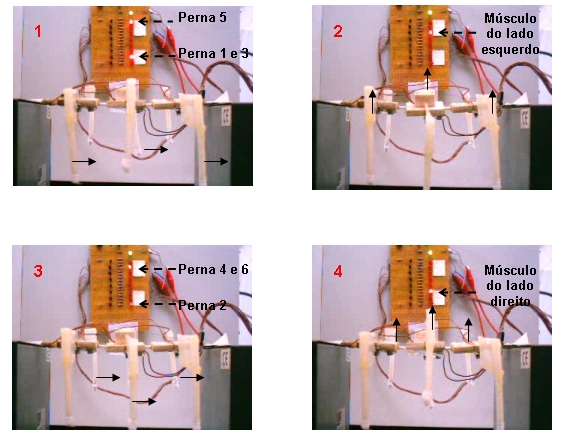 1
Perna 5
Perna 1 e 3
2
Músculo
do lado
esquerdo
3
Perna 4 e 6
Perna 2
4
Músculo
do lado
direito